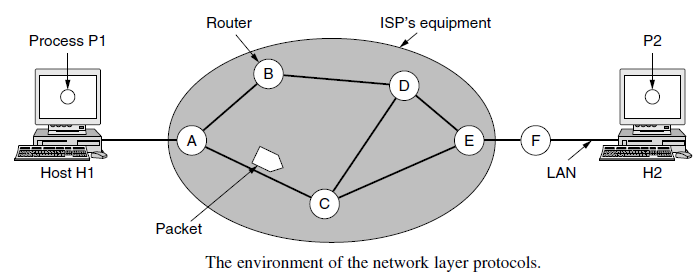 Router
ISP's equipment
Process P1
P2
B
D
A
E
F
Host H1
LAN
H2
C
Packet
The environment of the network layer protocols.